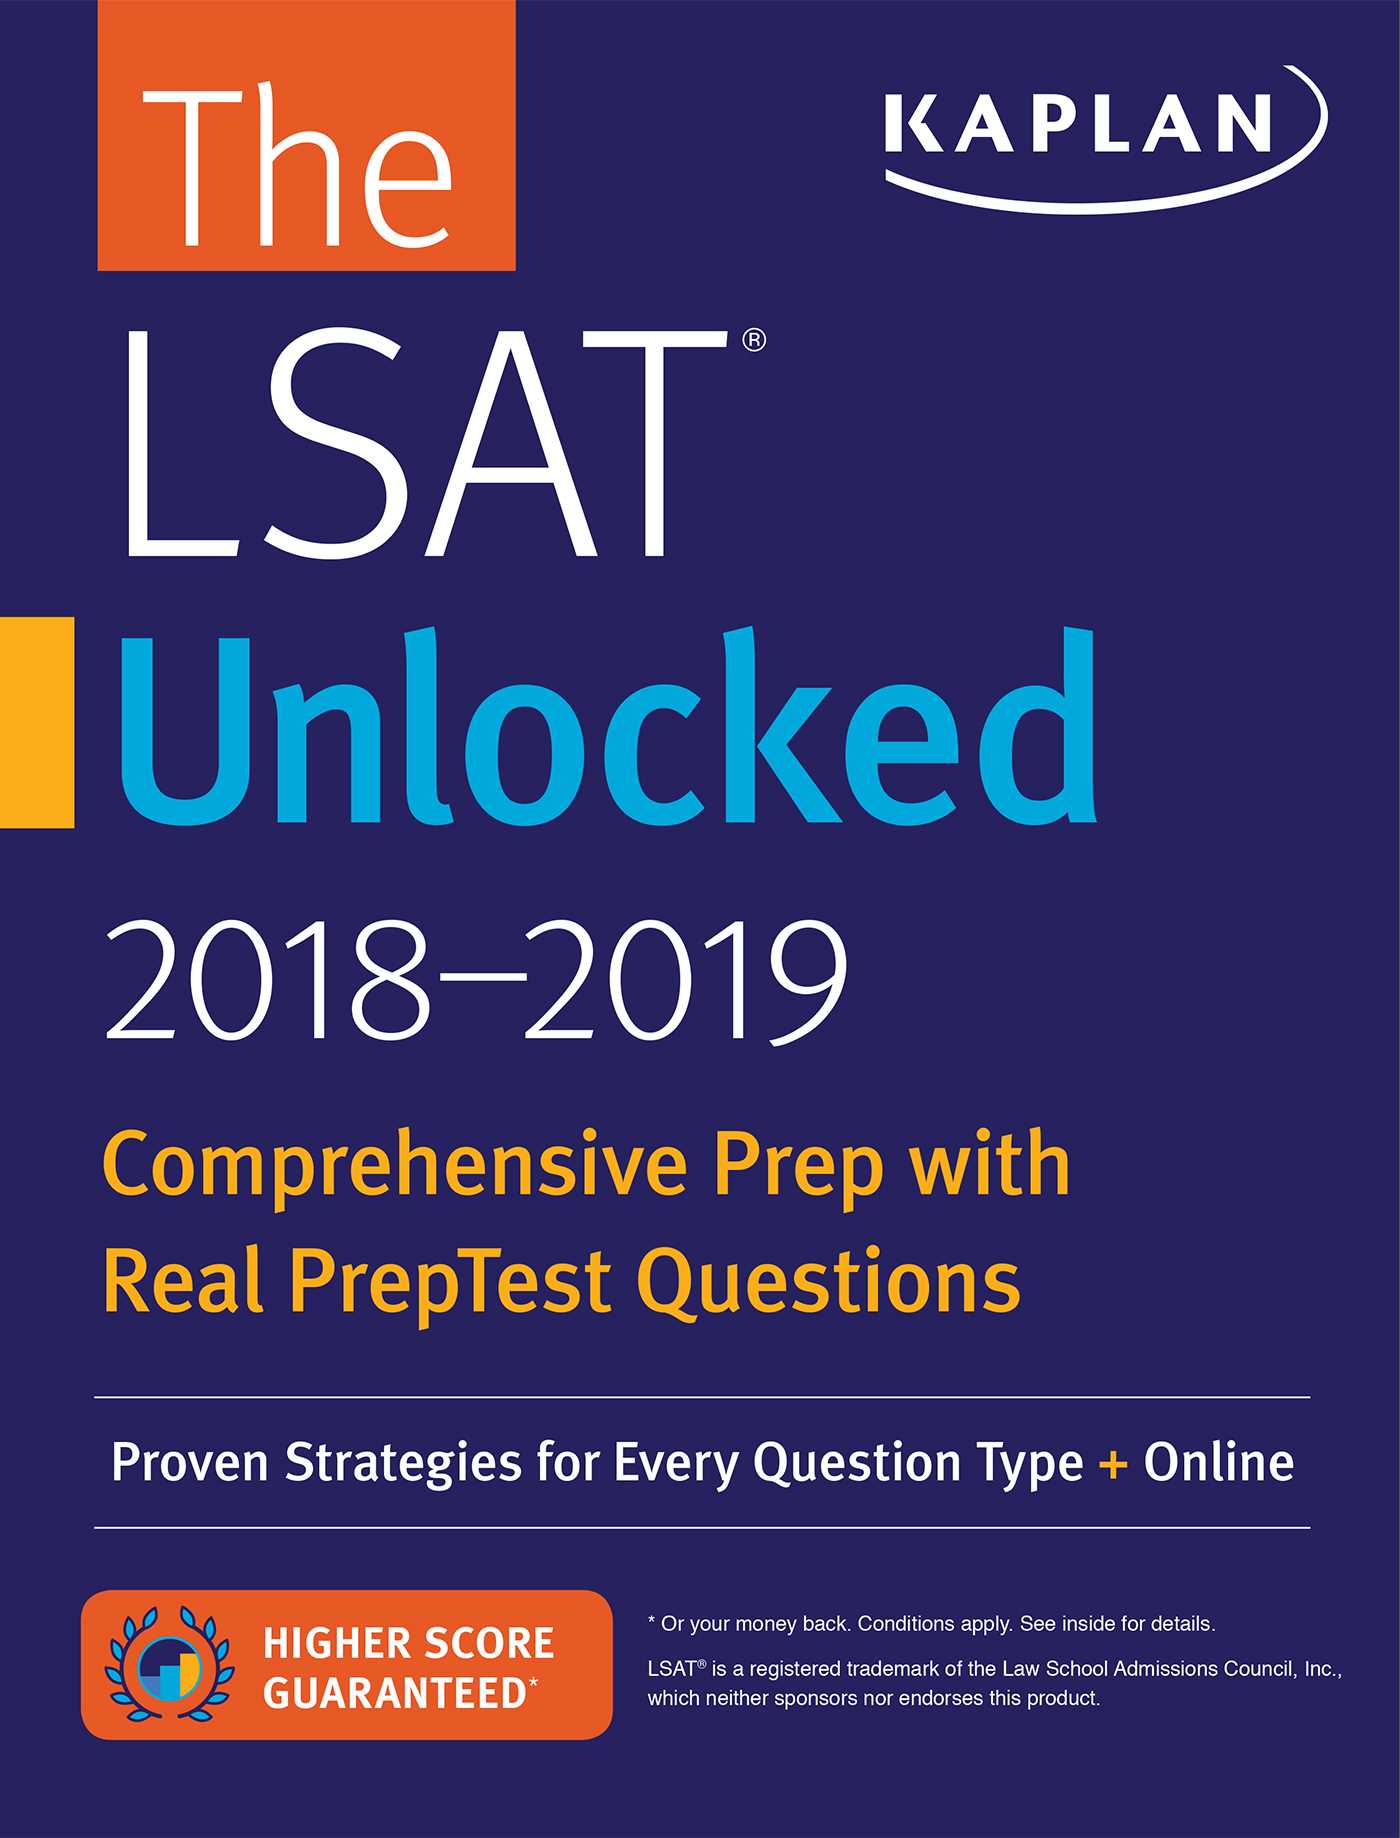 The
KAPLAN
LSAT®
Unlocked
2018–2019
Comprehensive Prep with
Real PrepTest Questions
Proven Strategies for Every Question Type + Online
HIGHER SCORE
GUARANTEED*
* Or your money back. Conditions apply. See inside for details.
LSAT® is a registered trademark of the Law School Admissions Council, Inc.,
which neither sponsors nor endorses this product.